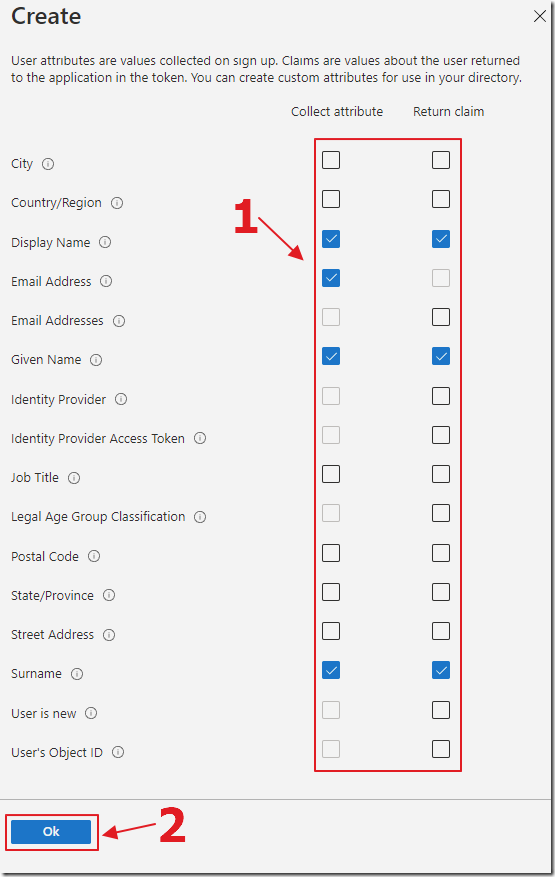 Create
User attributes are values collected on sign up. Claims are values about the user returned
to the application in the token. You can create custom attributes for use in your directory.
Collect attribute Return claim
City
Country/Region
1
Display Name
Email Address
Email Addresses
Given Name
Identity Provider
Identity Provider Access Token
Job Title
Legal Age Group Classification
Postal Code
State/Province
Street Address
Surname
User is new
User's Object ID
Ok
2